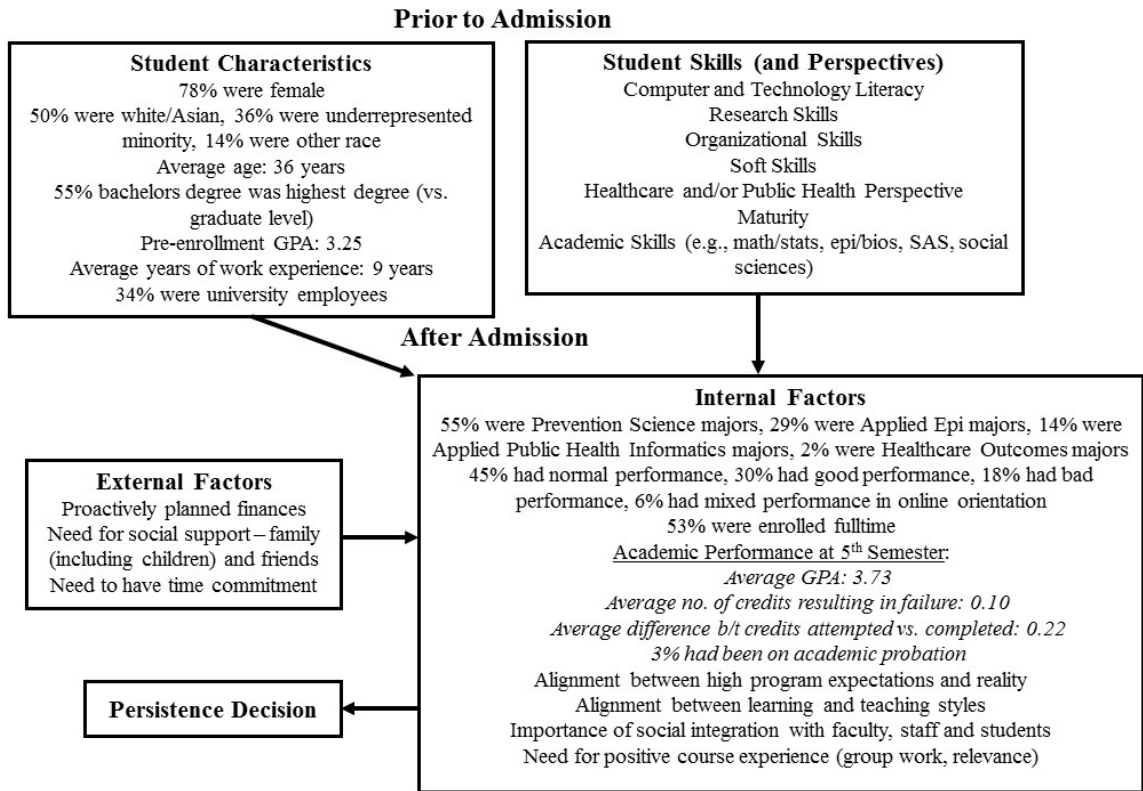 Prior to Admission
Student Characteristics
78% were female
50% were white/Asian, 36% were underrepresented
minority, 14% were other race
Average age: 36 years
55% bachelors degree was highest degree (vs.
graduate level)
Pre-enrollment GPA: 3.25
Average years of work experience: 9 years
34% were university employees
Student Skills (and Perspectives)
Computer and Technology Literacy
Research Skills
Organizational Skills
Soft Skills
Healthcare and/or Public Health Perspective
Maturity
Academic Skills (e.g., math/stats, epi/bios, SAS, social
sciences)
After Admission
Internal Factors
55% were Prevention Science majors, 29% were Applied Epi majors, 14% were
Applied Public Health Informatics majors, 2% were Healthcare Outcomes majors
45% had normal performance, 30% had good performance, 18% had bad
performance, 6% had mixed performance in online orientation
53% were enrolled fulltime
Academic Performance at 5th Semester:
Average GPA: 3.73
Average no. of credits resulting in failure: 0.10
Average difference b/t credits attempted vs. completed: 0.22
3% had been on academic probation
Alignment between high program expectations and reality
Alignment between learning and teaching styles
Importance of social integration with faculty, staff and students
Need for positive course experience (group work, relevance)
External Factors
Proactively planned finances
Need for social support – family
(including children) and friends
Need to have time commitment
Persistence Decision